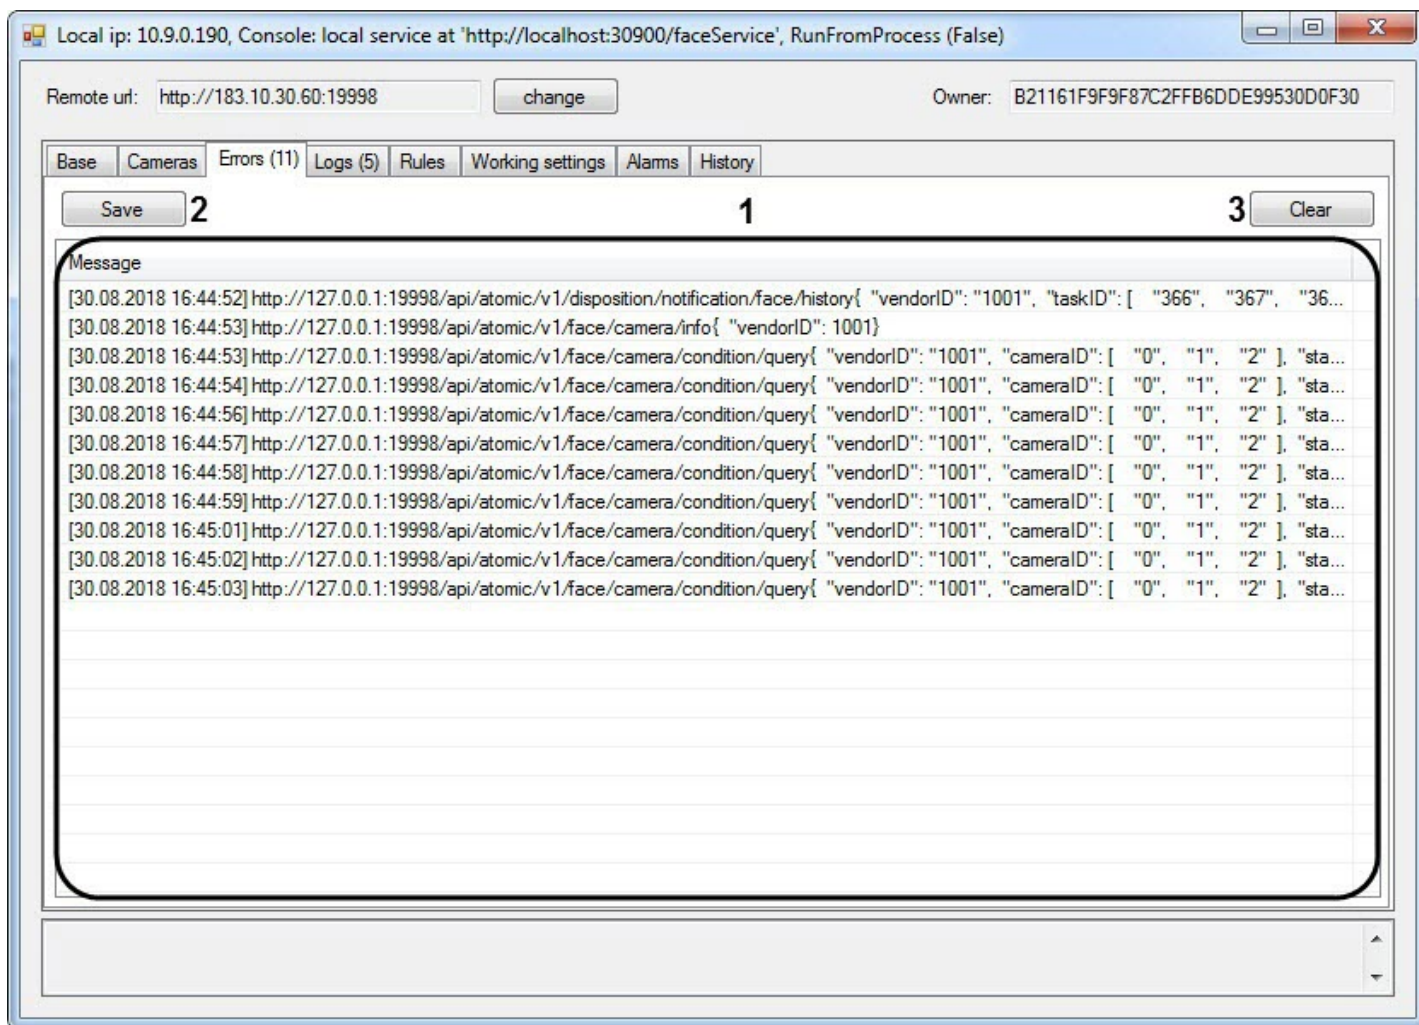 Local ip: 10.9.0.190, Console: local service at 'http://localhost:30900/faceService', RunFromProcess (False)
Remote url: http://183.10.30.60:19998 change Owner: B21161F9F9F87C2FFB6DDE99530D0F30
Base Cameras Errors (11) Logs (5) Rules Working settings Alarms History
Save 2 1 3 Clear
Message
[30.08.2018 16:44:52] http://127.0.0.1:19998/api/atomic/v1/disposition/notification/face/history{ "vendorID": "1001", "taskID": [ "366", "367", "36...
[30.08.2018 16:44:53] http://127.0.0.1:19998/api/atomic/v1/face/camera/info{ "vendorID": 1001}
[30.08.2018 16:44:53] http://127.0.0.1:19998/api/atomic/v1/face/camera/condition/query{ "vendorID": "1001", "cameraID": [ "0", "1", "2" ], "sta...
[30.08.2018 16:44:54] http://127.0.0.1:19998/api/atomic/v1/face/camera/condition/query{ "vendorID": "1001", "cameraID": [ "0", "1", "2" ], "sta...
[30.08.2018 16:44:56] http://127.0.0.1:19998/api/atomic/v1/face/camera/condition/query{ "vendorID": "1001", "cameraID": [ "0", "1", "2" ], "sta...
[30.08.2018 16:44:57] http://127.0.0.1:19998/api/atomic/v1/face/camera/condition/query{ "vendorID": "1001", "cameraID": [ "0", "1", "2" ], "sta...
[30.08.2018 16:44:58] http://127.0.0.1:19998/api/atomic/v1/face/camera/condition/query{ "vendorID": "1001", "cameraID": [ "0", "1", "2" ], "sta...
[30.08.2018 16:44:59] http://127.0.0.1:19998/api/atomic/v1/face/camera/condition/query{ "vendorID": "1001", "cameraID": [ "0", "1", "2" ], "sta...
[30.08.2018 16:45:01] http://127.0.0.1:19998/api/atomic/v1/face/camera/condition/query{ "vendorID": "1001", "cameraID": [ "0", "1", "2" ], "sta...
[30.08.2018 16:45:02] http://127.0.0.1:19998/api/atomic/v1/face/camera/condition/query{ "vendorID": "1001", "cameraID": [ "0", "1", "2" ], "sta...
[30.08.2018 16:45:03] http://127.0.0.1:19998/api/atomic/v1/face/camera/condition/query{ "vendorID": "1001", "cameraID": [ "0", "1", "2" ], "sta...